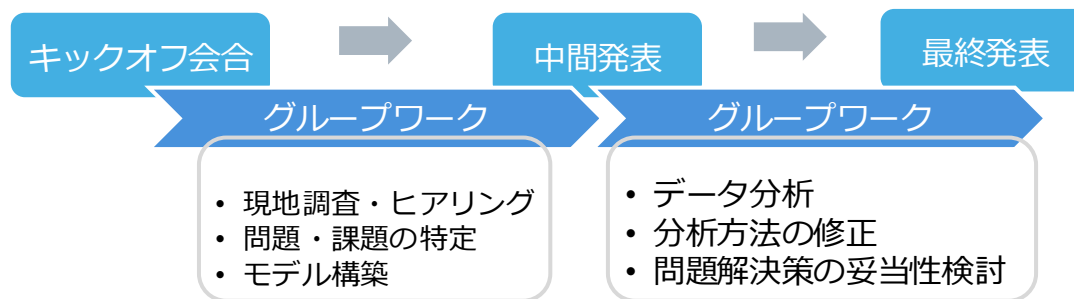 キックオフ会合
中間発表
最終発表
グループワーク
グループワーク
• 現地調査・ヒアリング
• 問題・課題の特定
• モデル構築
• データ分析
• 分析方法の修正
• 問題解決策の妥当性検討